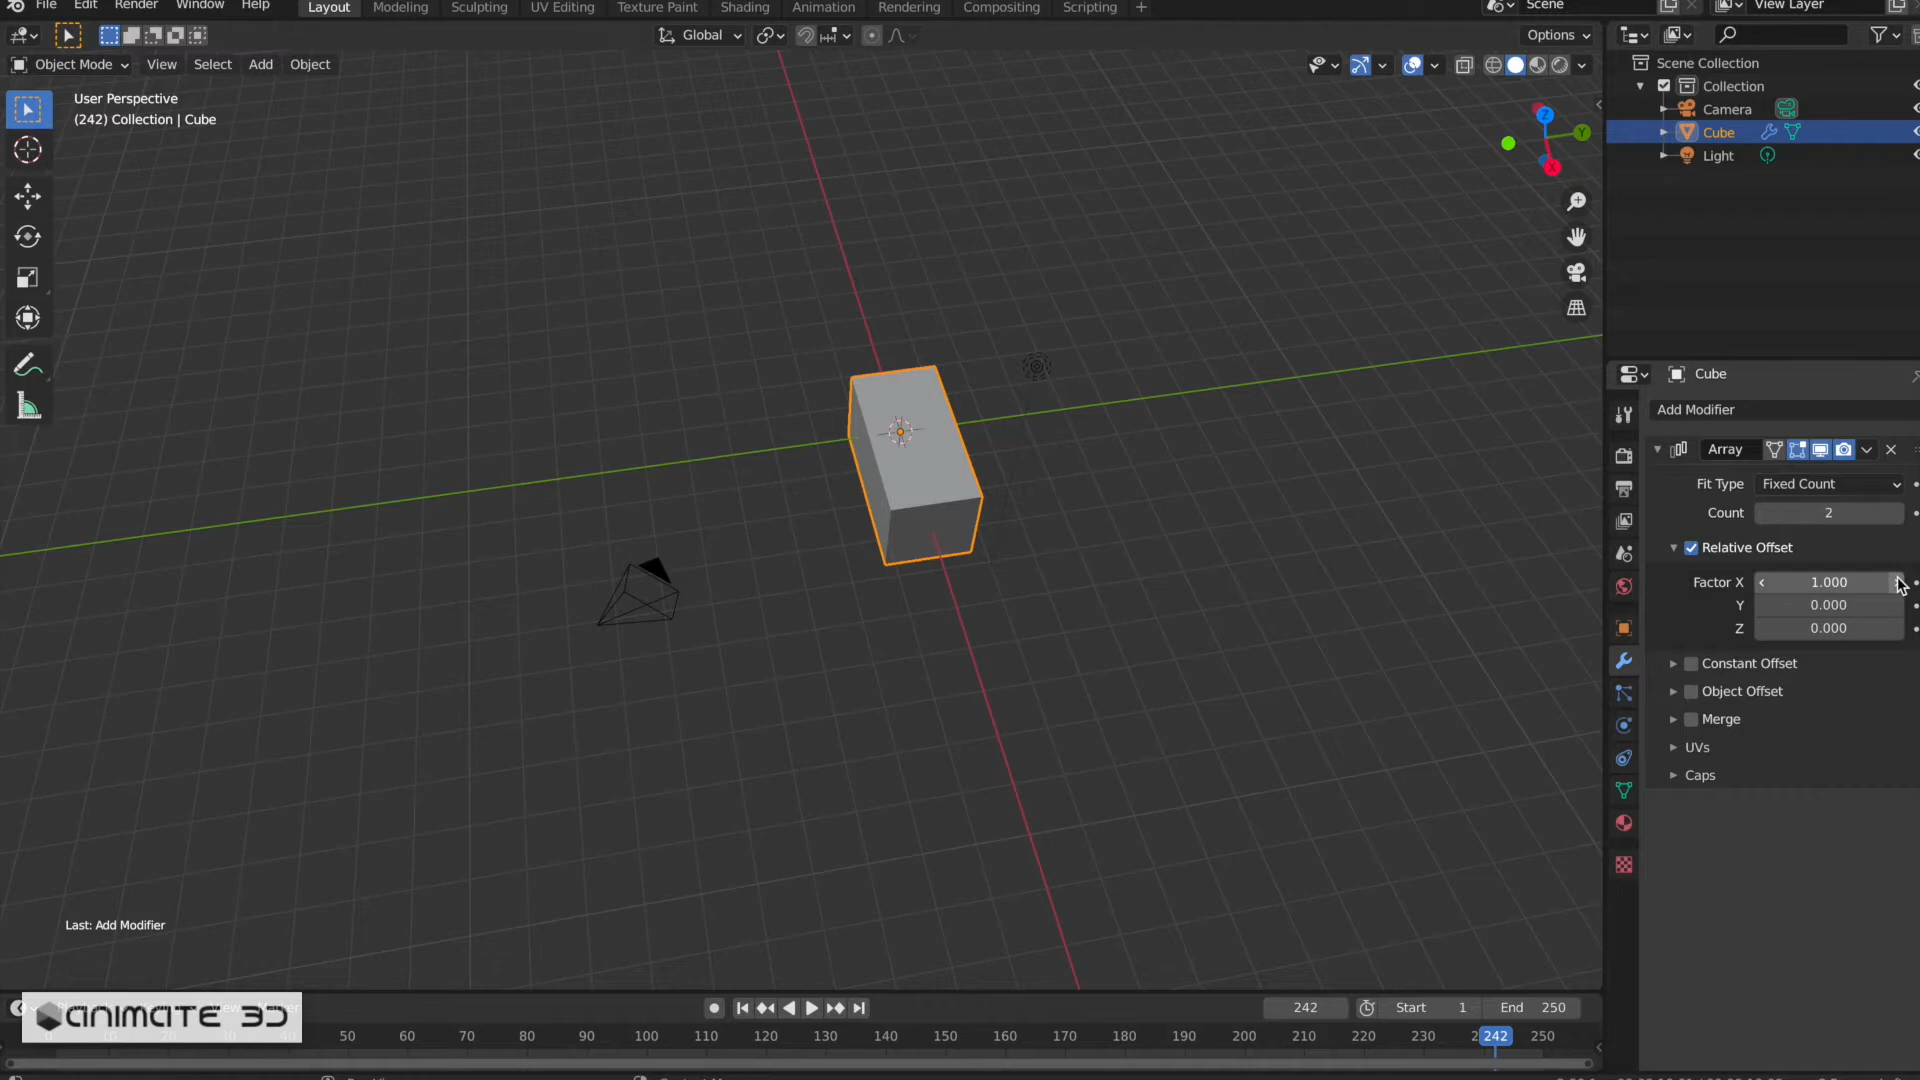 File Edit Render Window Help Layout Modeling Sculpting UV Editing Texture Paint Shading Animation Rendering Compositing Scripting + Scene View Layer
Global Options
Object Mode View Select Add Object
User Perspective
(242) Collection | Cube
Z
Y
X
Scene Collection
Collection
Camera
Cube
Light
Cube
Add Modifier
Array
Fit Type Fixed Count
Count 2
Relative Offset
Factor X 1.000
Y 0.000
Z 0.000
Constant Offset
Object Offset
Merge
UVs
Caps
Last: Add Modifier
242 Start 1 End 250
animate 3D
50 60 70 80 90 100 110 120 130 140 150 160 170 180 190 200 210 220 230 242 250